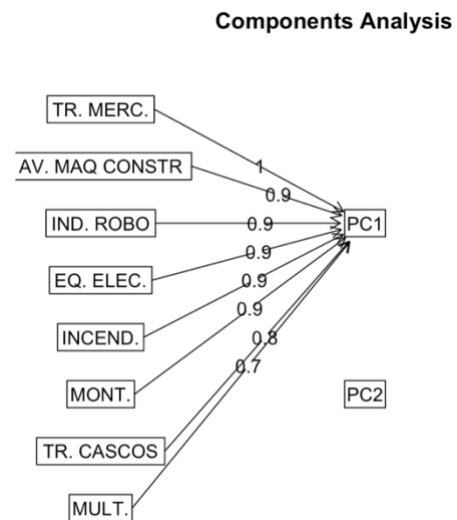 Components Analysis
TR. MERC.
1
AV. MAQ CONSTR
0.9
IND. ROBO
0.9
PC1
0.9
EQ. ELEC.
0.9
INCEND.
0.9
0.8
0.7
MONT.
PC2
TR. CASCOS
MULT.